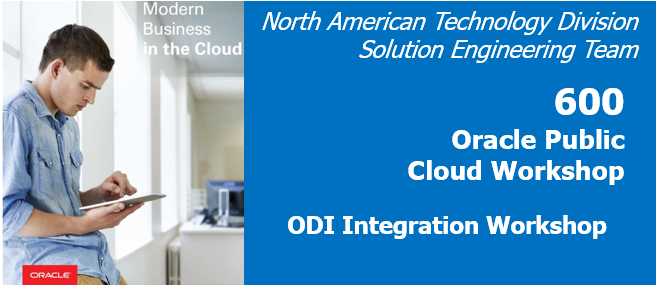 Modern
Business
in the Cloud
ORACLE
North American Technology Division
Solution Engineering Team
600
Oracle Public
Cloud Workshop
ODI Integration Workshop